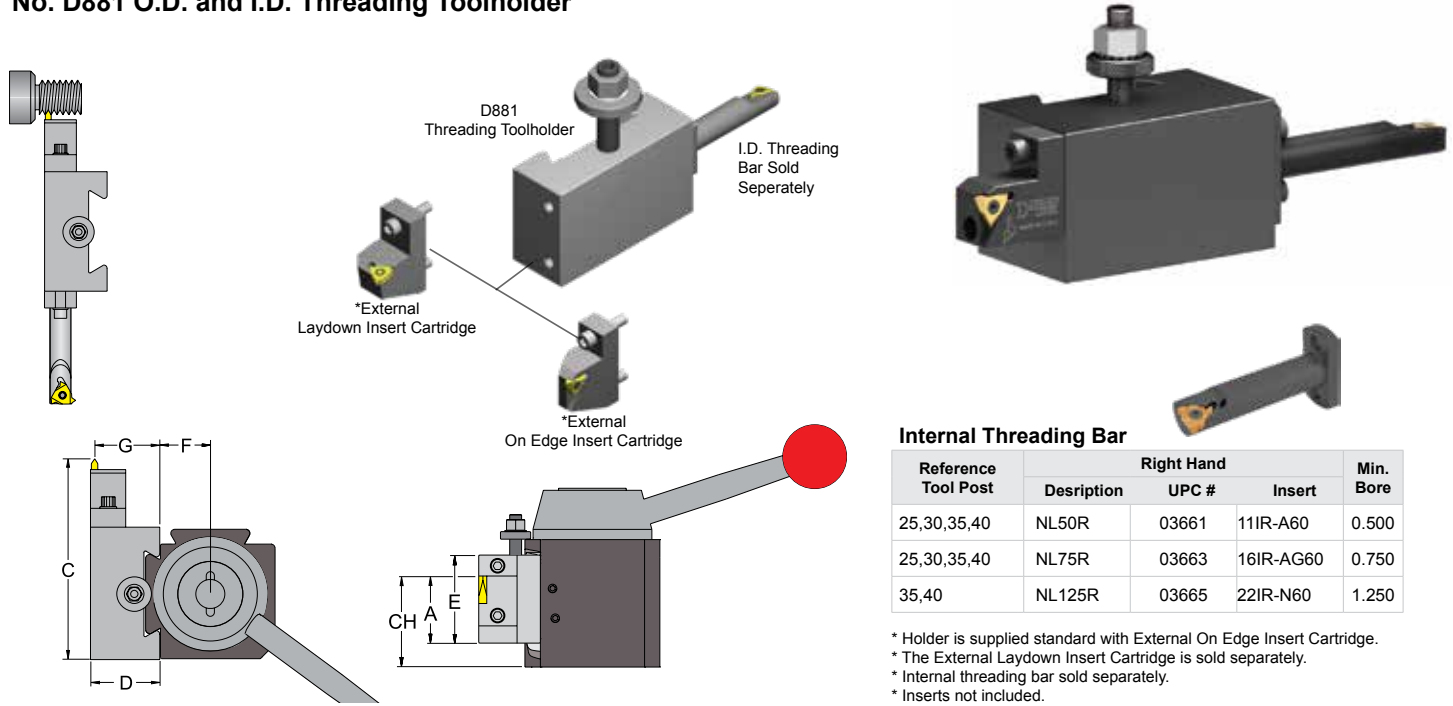 No. D881 O.D. and I.D. Threading Toolholder
D881
Threading Toolholder
I.D. Threading
Bar Sold
Seperately
*External
Laydown Insert Cartridge
*External
On Edge Insert Cartridge
G F
C
D
CH A E
Internal Threading Bar
Reference Tool Post Right Hand Min. Bore
Desription UPC # Insert
25,30,35,40 NL50R 03661 11IR-A60 0.500
25,30,35,40 NL75R 03663 16IR-AG60 0.750
35,40 NL125R 03665 22IR-N60 1.250
* Holder is supplied standard with External On Edge Insert Cartridge.
* The External Laydown Insert Cartridge is sold separately.
* Internal threading bar sold separately.
* Inserts not included.